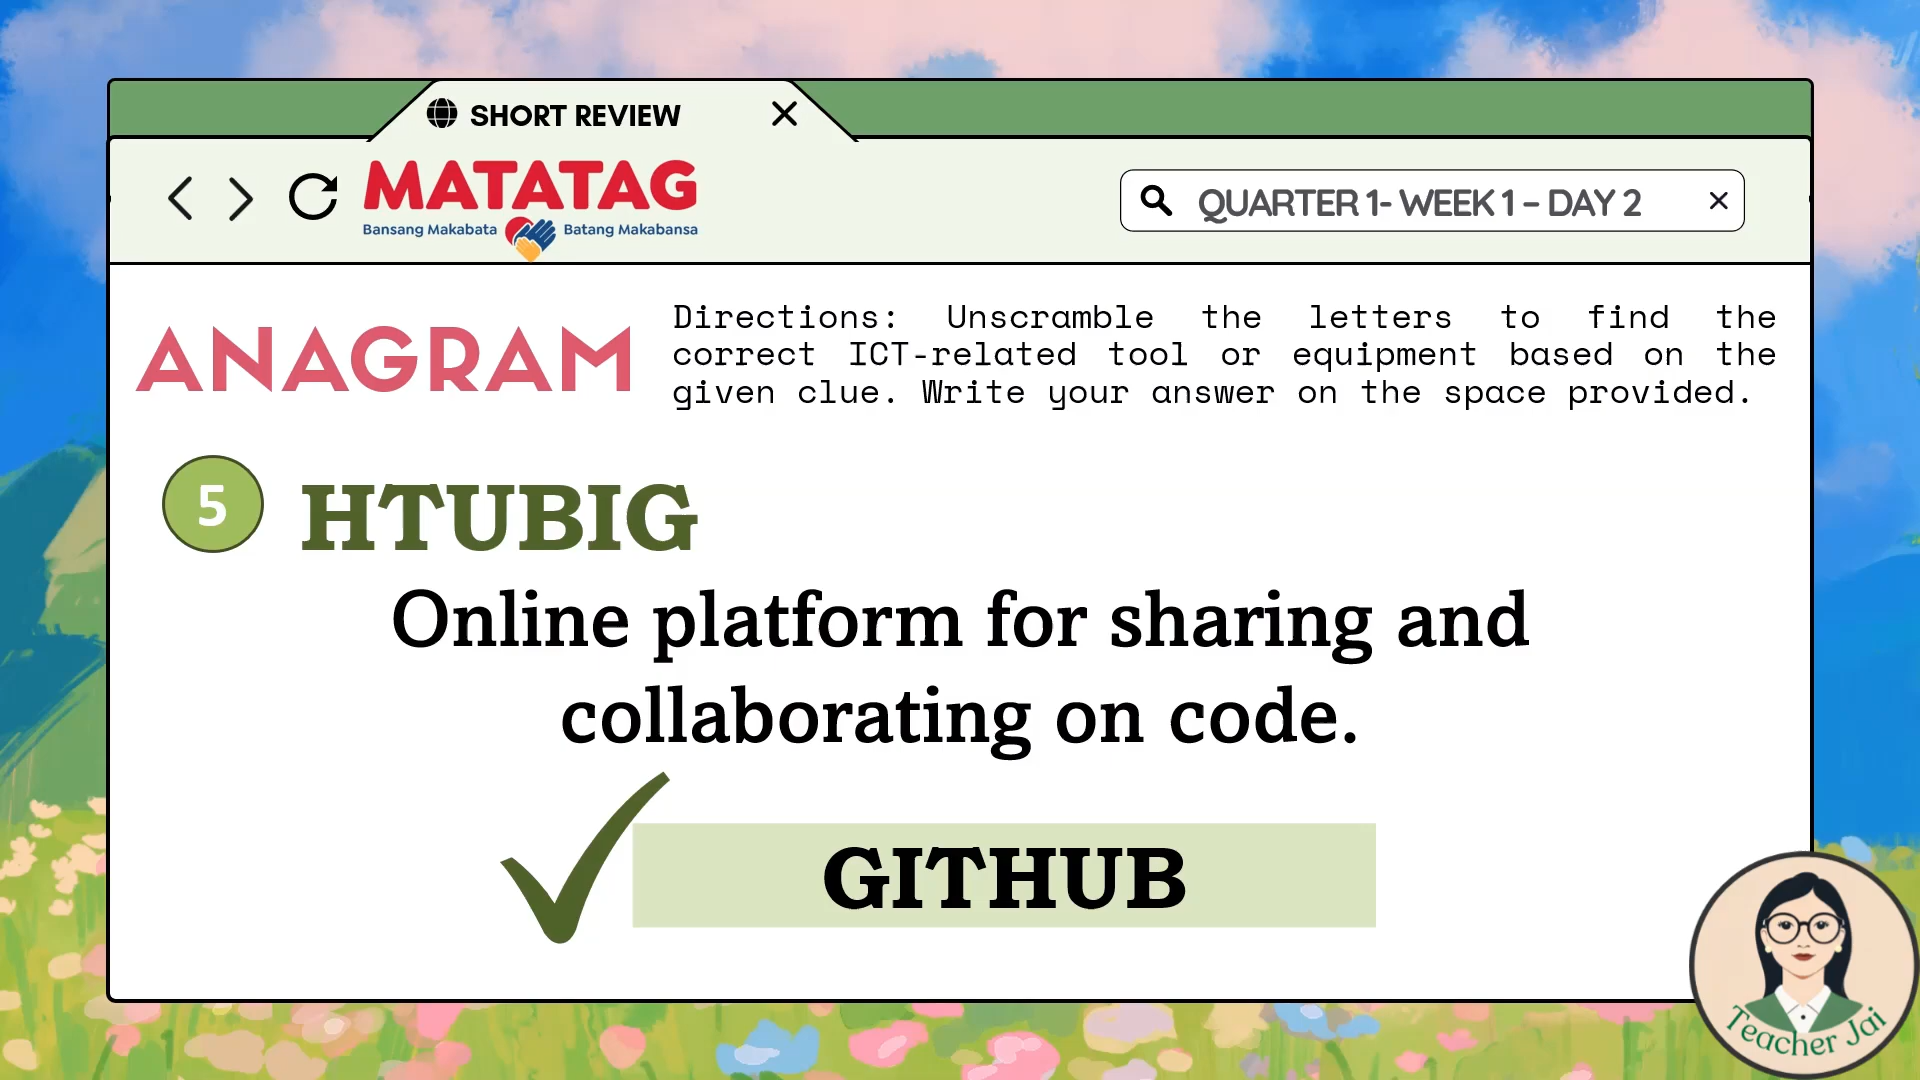 SHORT REVIEW
MATATAG
Bansang Makabata Batang Makabansa
QUARTER 1- WEEK 1 – DAY 2
ANAGRAM
Directions: Unscramble the letters to find the
correct ICT-related tool or equipment based on the
given clue. Write your answer on the space provided.
5 HTUBIG
Online platform for sharing and
collaborating on code.
GITHUB
Teacher Jai